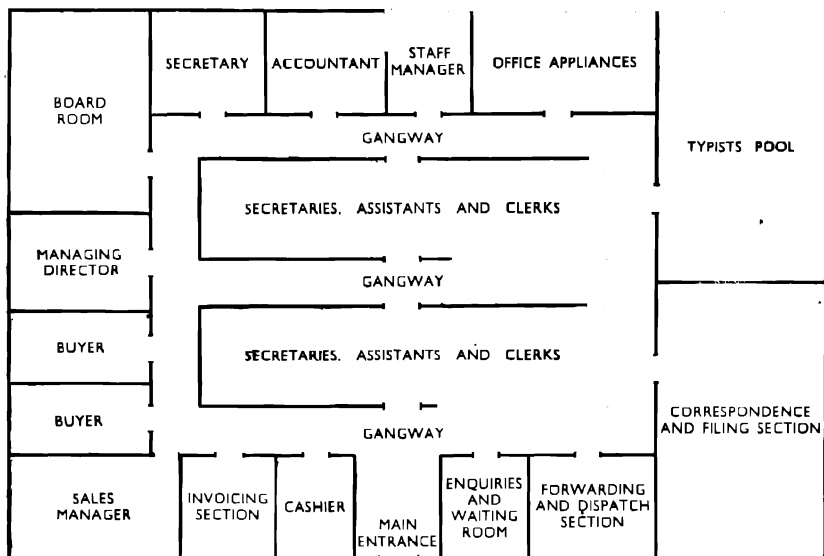 SECRETARY
ACCOUNTANT
STAFF
MANAGER
OFFICE APPLIANCES
BOARD
ROOM
GANGWAY
TYPISTS POOL
SECRETARIES, ASSISTANTS AND CLERKS
MANAGING
DIRECTOR
GANGWAY
BUYER
SECRETARIES, ASSISTANTS AND CLERKS
BUYER
GANGWAY
CORRESPONDENCE
AND FILING SECTION
SALES
MANAGER
INVOICING
SECTION
CASHIER
MAIN
ENTRANCE
ENQUIRIES
AND
WAITING
ROOM
FORWARDING
AND DISPATCH
SECTION